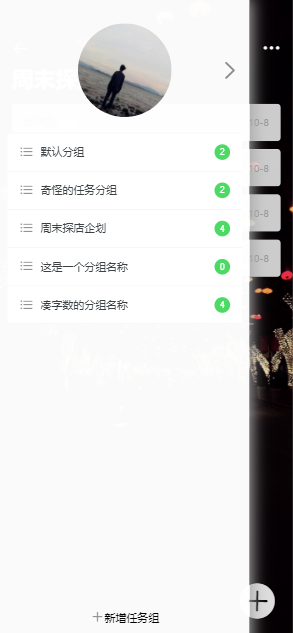 周末探
10-8
默认分组 2
10-8
奇怪的任务分组 2
10-8
周末探店企划 4
10-8
这是一个分组名称 0
凑字数的分组名称 4
+新增任务组